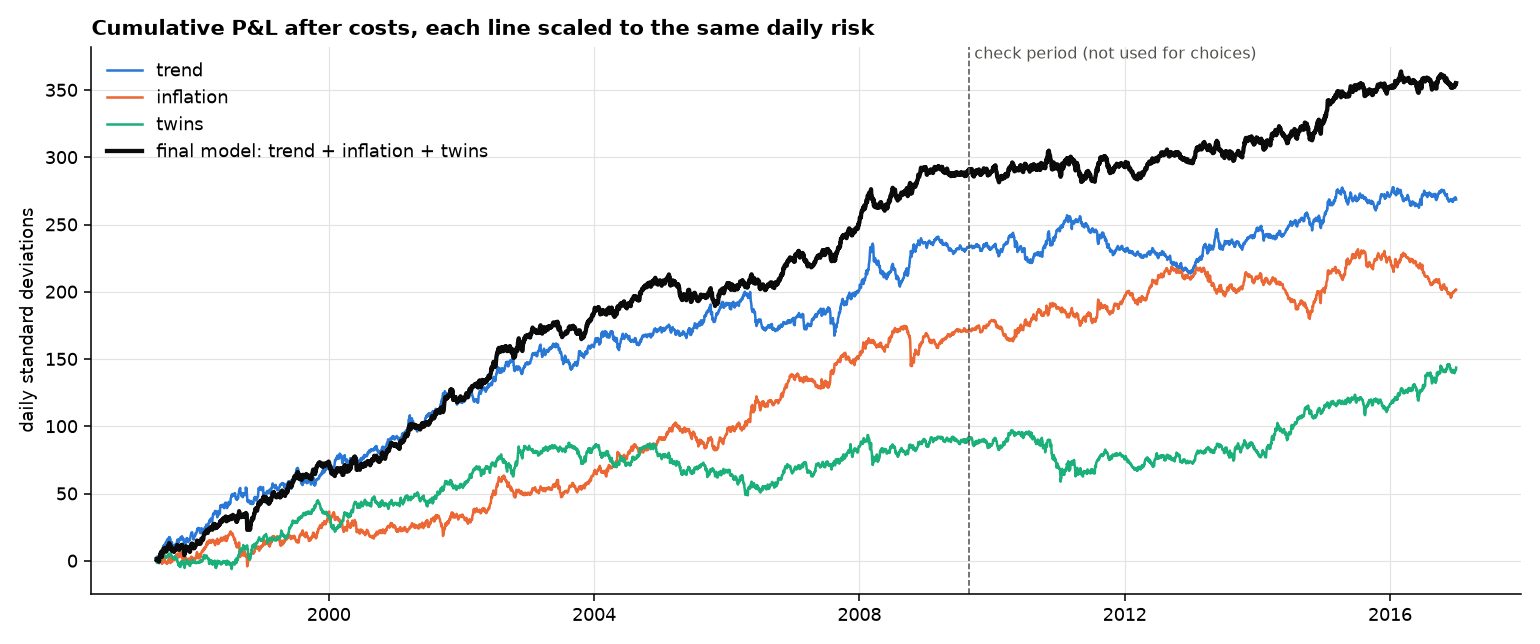 Cumulative P&L after costs, each line scaled to the same daily risk
check period (not used for choices)
trend
inflation
twins
final model: trend + inflation + twins
daily standard deviations
350
300
250
200
150
100
50
0
2000
2004
2008
2012
2016